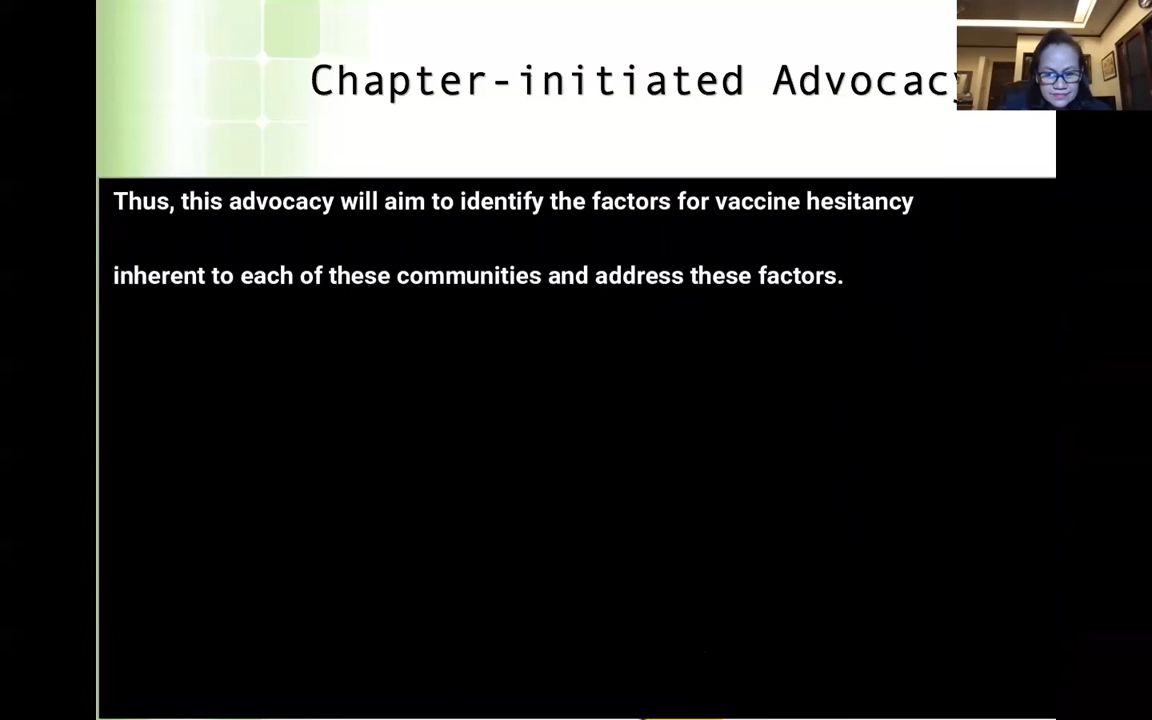 Chapter-initiated Advocacy
Thus, this advocacy will aim to identify the factors for vaccine hesitancy
inherent to each of these communities and address these factors.